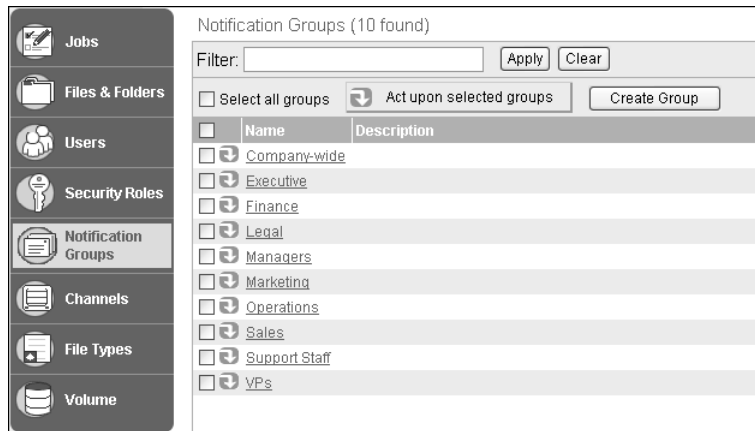 Jobs
Files & Folders
Users
Security Roles
Notification
Groups
Channels
File Types
Volume
Notification Groups (10 found)
Filter: Apply Clear
Select all groups Act upon selected groups Create Group
Name Description
Company-wide
Executive
Finance
Legal
Managers
Marketing
Operations
Sales
Support Staff
VPs